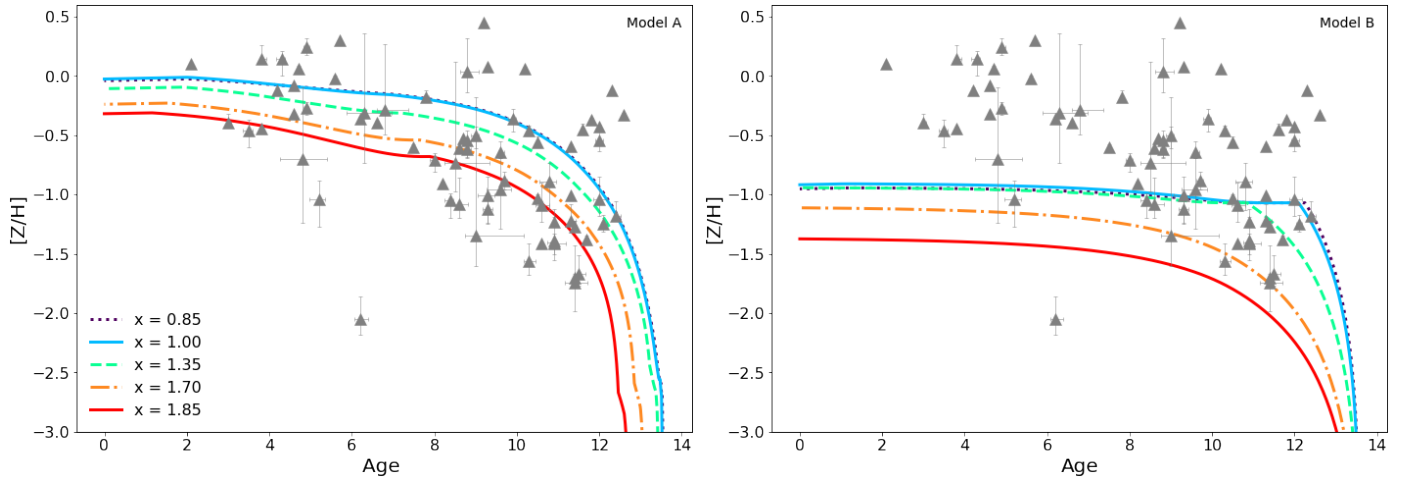 Model A
0.5
0.0
−0.5
−1.0
−1.5
−2.0
−2.5
−3.0
[Z/H]
x = 0.85
x = 1.00
x = 1.35
x = 1.70
x = 1.85
0 2 4 6 8 10 12 14
Age
Model B
0.5
0.0
−0.5
−1.0
−1.5
−2.0
−2.5
−3.0
[Z/H]
0 2 4 6 8 10 12 14
Age